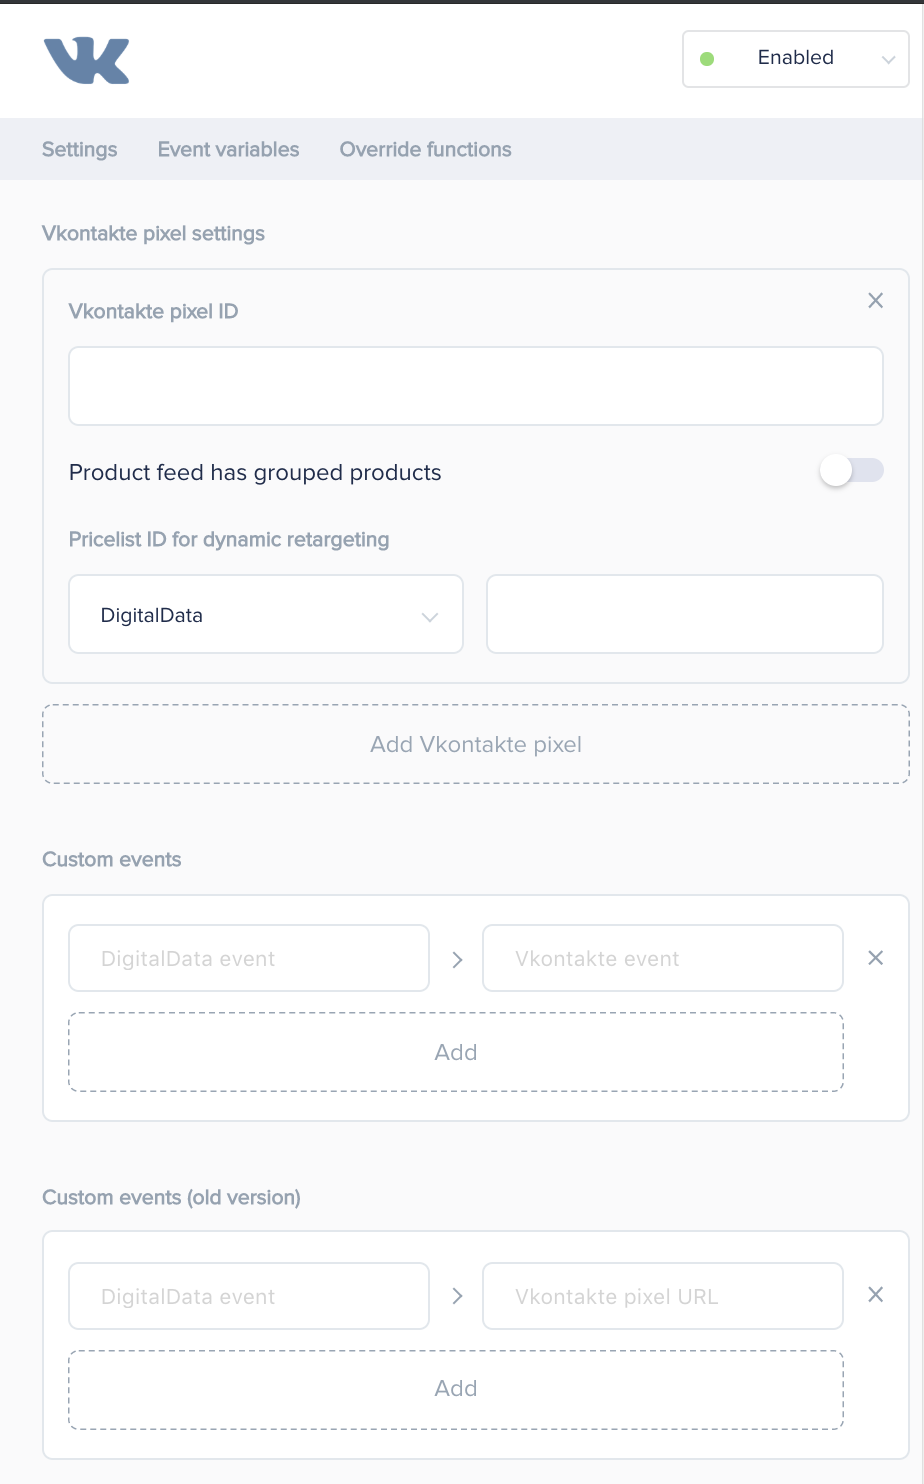 Enabled
Settings Event variables Override functions
Vkontakte pixel settings
Vkontakte pixel ID
Product feed has grouped products
Pricelist ID for dynamic retargeting
DigitalData
Add Vkontakte pixel
Custom events
DigitalData event > Vkontakte event
Add
Custom events (old version)
DigitalData event > Vkontakte pixel URL
Add